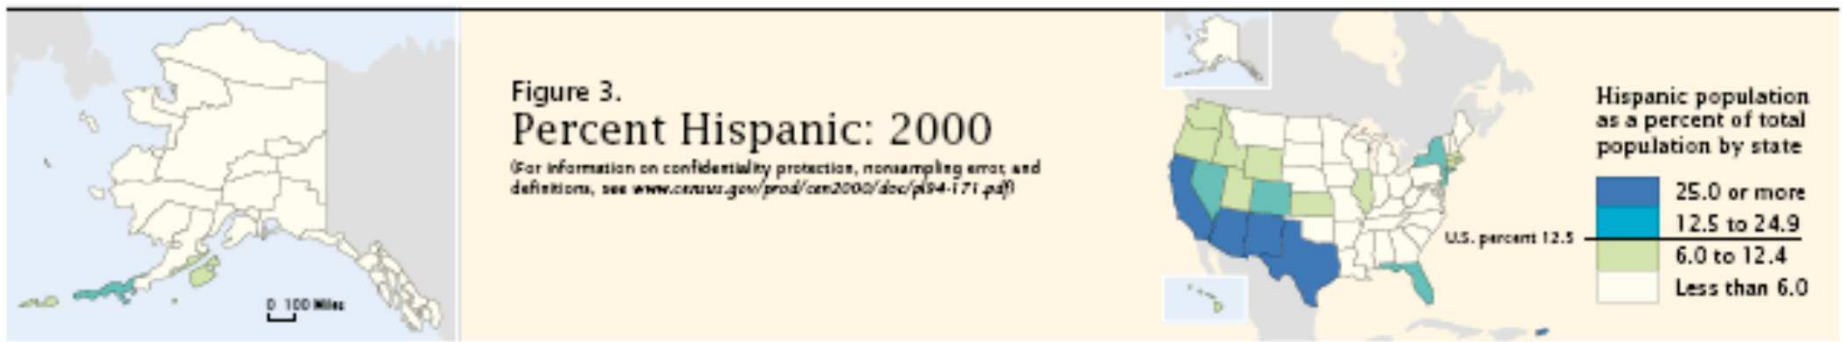 Figure 3.
Percent Hispanic: 2000
(For information on confidentiality protection, nonsampling error, and
definitions, see www.census.gov/prod/cen2000/doc/pl94-171.pdf)
0 100 Miles
Hispanic population
as a percent of total
population by state
25.0 or more
12.5 to 24.9
U.S. percent 12.5
6.0 to 12.4
Less than 6.0